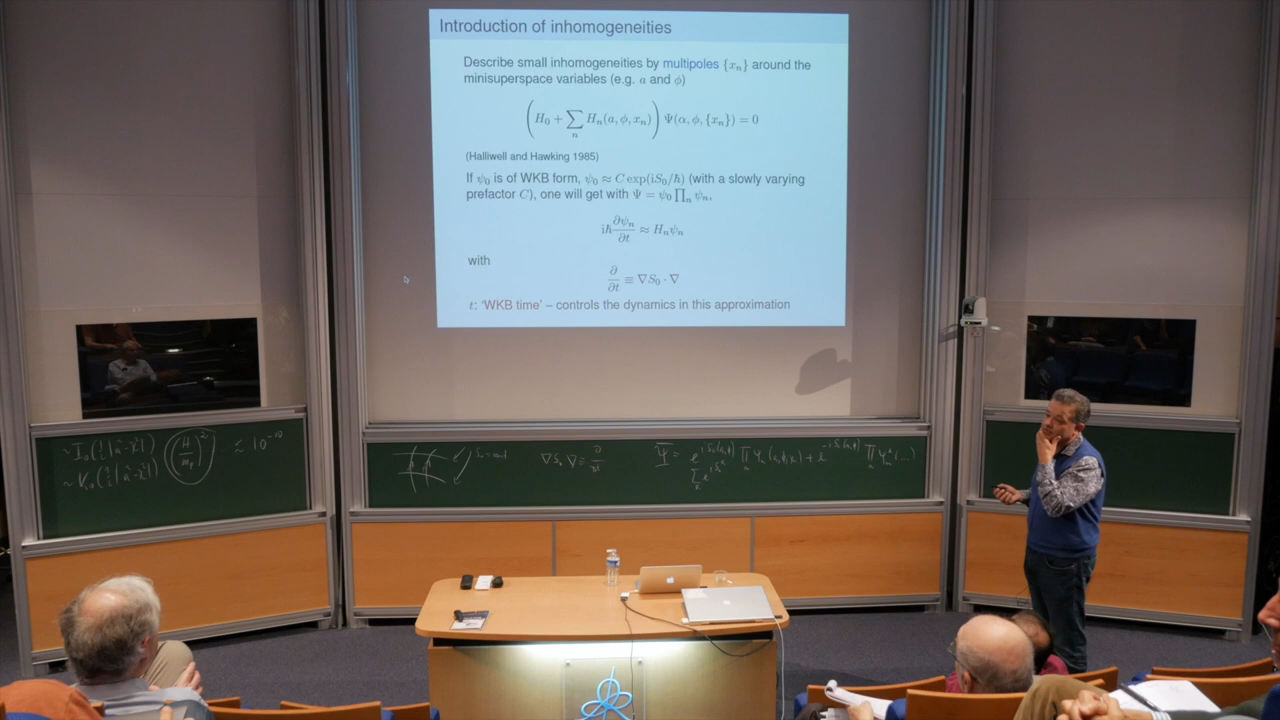 Introduction of inhomogeneities
Describe small inhomogeneities by multipoles {xₙ} around the
minisuperspace variables (e.g. a and ϕ)
(H₀ + ∑ₙ Hₙ(a, ϕ, xₙ)) Ψ(α, ϕ, {xₙ}) = 0
(Halliwell and Hawking 1985)
If ψ₀ is of WKB form, ψ₀ ≈ C exp(iS₀/ħ) (with a slowly varying
prefactor C), one will get with Ψ = ψ₀ ∏ₙ ψₙ,
iħ ∂ψₙ/∂t ≈ Hₙψₙ
with
∂/∂t ≡ ∇S₀ · ∇
t: 'WKB time' – controls the dynamics in this approximation
≲ 10⁻¹⁰
∇S₀ ∇ ≡ ∂/∂t